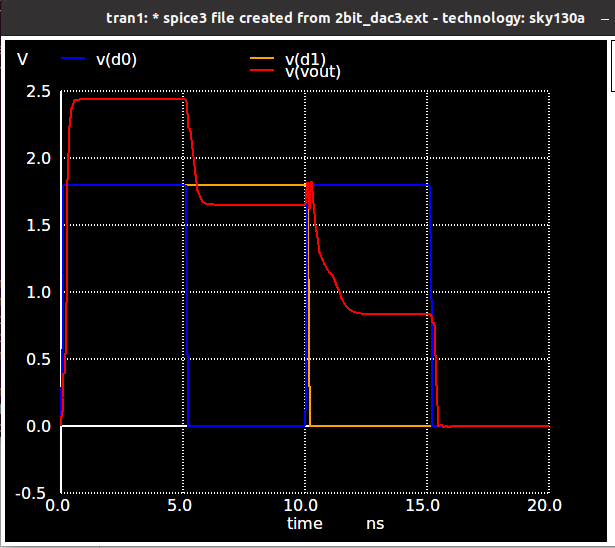 tran1: * spice3 file created from 2bit_dac3.ext - technology: sky130a
V
v(d0)
v(d1)
v(vout)
2.5
2.0
1.5
1.0
0.5
0.0
-0.5
0.0 5.0 10.0 15.0 20.0
time ns